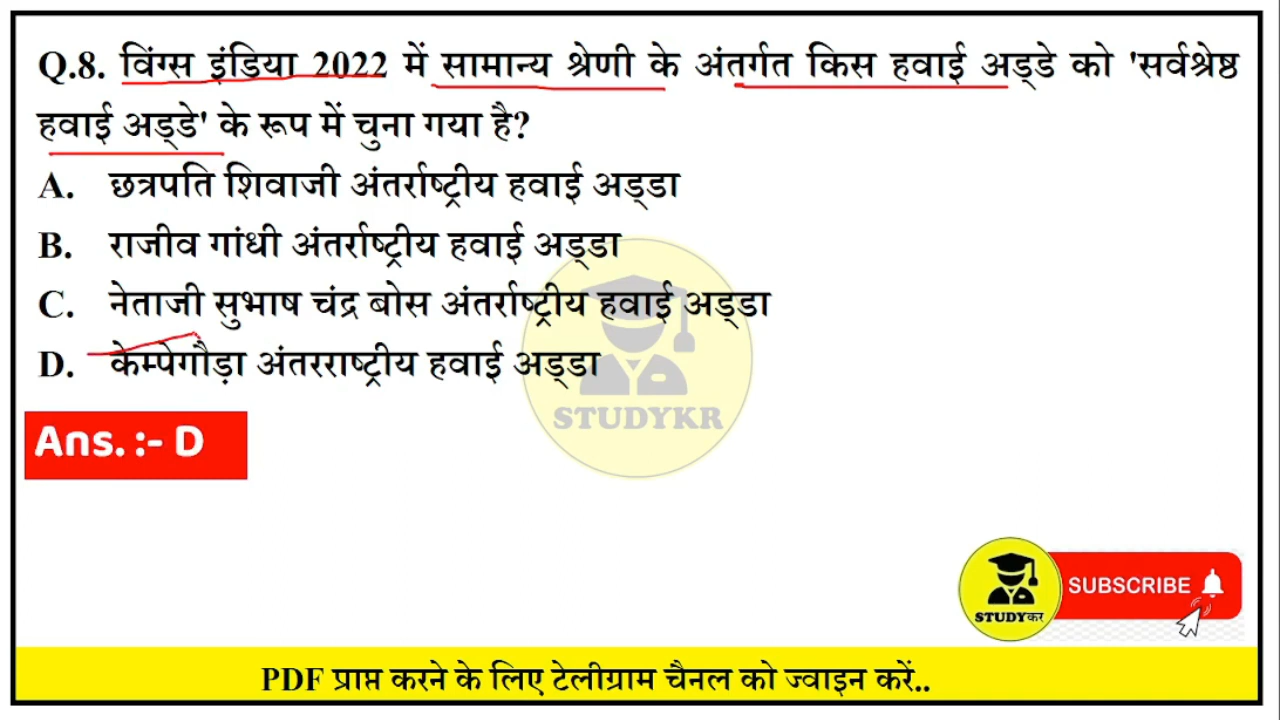 Q.8. विंग्स इंडिया 2022 में सामान्य श्रेणी के अंतर्गत किस हवाई अड्डे को 'सर्वश्रेष्ठ
हवाई अड्डे' के रूप में चुना गया है?
A. छत्रपति शिवाजी अंतर्राष्ट्रीय हवाई अड्डा
B. राजीव गांधी अंतर्राष्ट्रीय हवाई अड्डा
C. नेताजी सुभाष चंद्र बोस अंतर्राष्ट्रीय हवाई अड्डा
D. केम्पेगौड़ा अंतरराष्ट्रीय हवाई अड्डा
STUDYKR
Ans. :- D
SUBSCRIBE
STUDYकर
PDF प्राप्त करने के लिए टेलीग्राम चैनल को ज्वाइन करें..